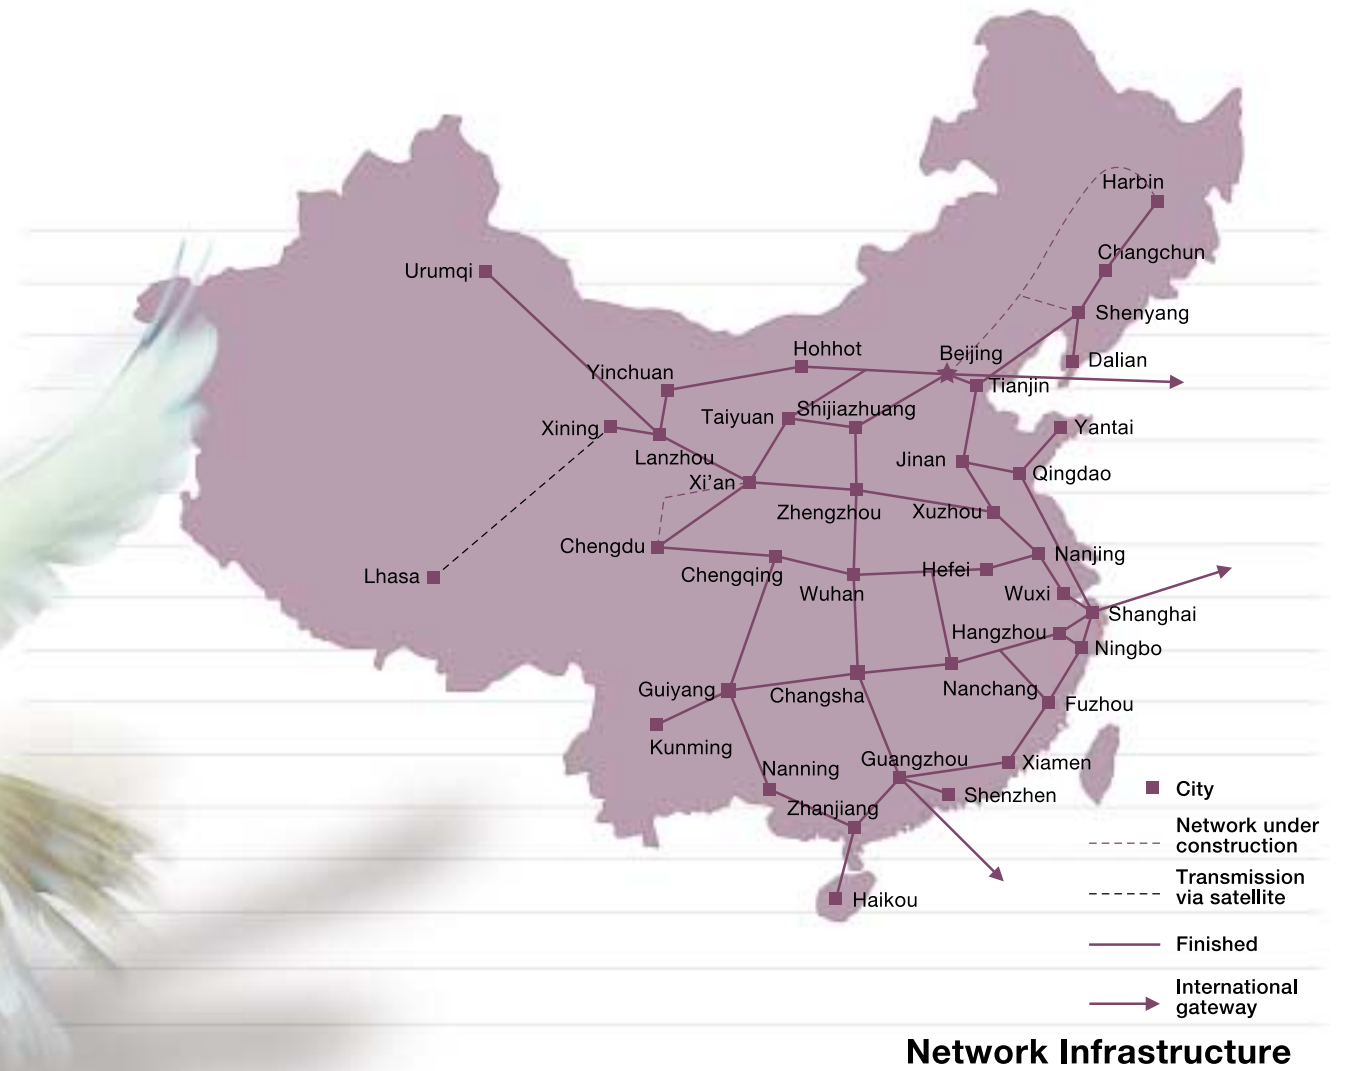 Harbin
Changchun
Urumqi
Shenyang
Hohhot
Beijing
Dalian
Yinchuan
Tianjin
Taiyuan
Shijiazhuang
Xining
Yantai
Lanzhou
Jinan
Qingdao
Xi'an
Zhengzhou
Xuzhou
Chengdu
Nanjing
Lhasa
Chengqing
Hefei
Wuhan
Wuxi
Shanghai
Hangzhou
Ningbo
Guiyang
Changsha
Nanchang
Fuzhou
Kunming
Guangzhou
Xiamen
Nanning
Shenzhen
Zhanjiang
Haikou
City
Network under
construction
Transmission
via satellite
Finished
International
gateway
Network Infrastructure